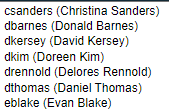 csanders (Christina Sanders)
dbarnes (Donald Barnes)
dkersey (David Kersey)
dkim (Doreen Kim)
drennold (Delores Rennold)
dthomas (Daniel Thomas)
eblake (Evan Blake)